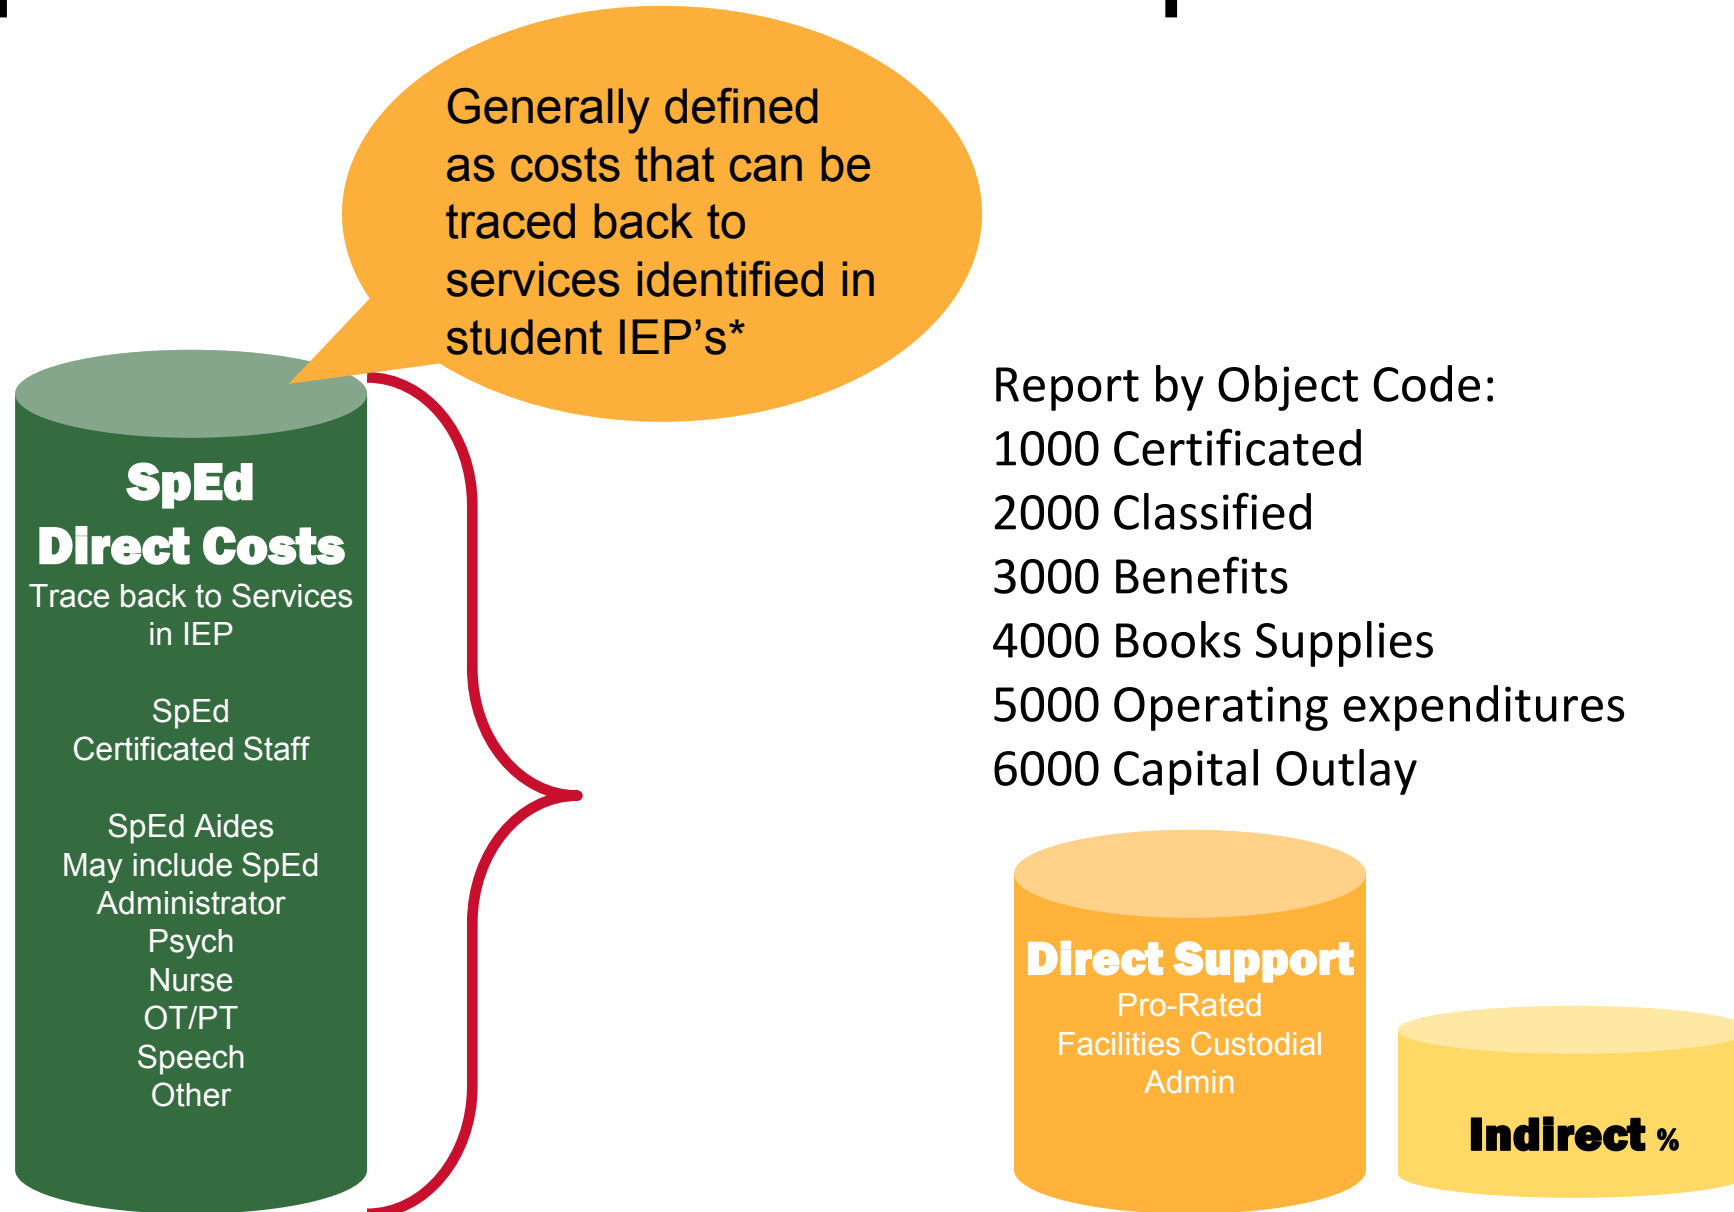 Generally defined
as costs that can be
traced back to
services identified in
student IEP’s*
SpEd
Direct Costs
Trace back to Services
in IEP
SpEd
Certificated Staff
SpEd Aides
May include SpEd
Administrator
Psych
Nurse
OT/PT
Speech
Other
Report by Object Code:
1000 Certificated
2000 Classified
3000 Benefits
4000 Books Supplies
5000 Operating expenditures
6000 Capital Outlay
Direct Support
Pro-Rated
Facilities Custodial
Admin
Indirect %